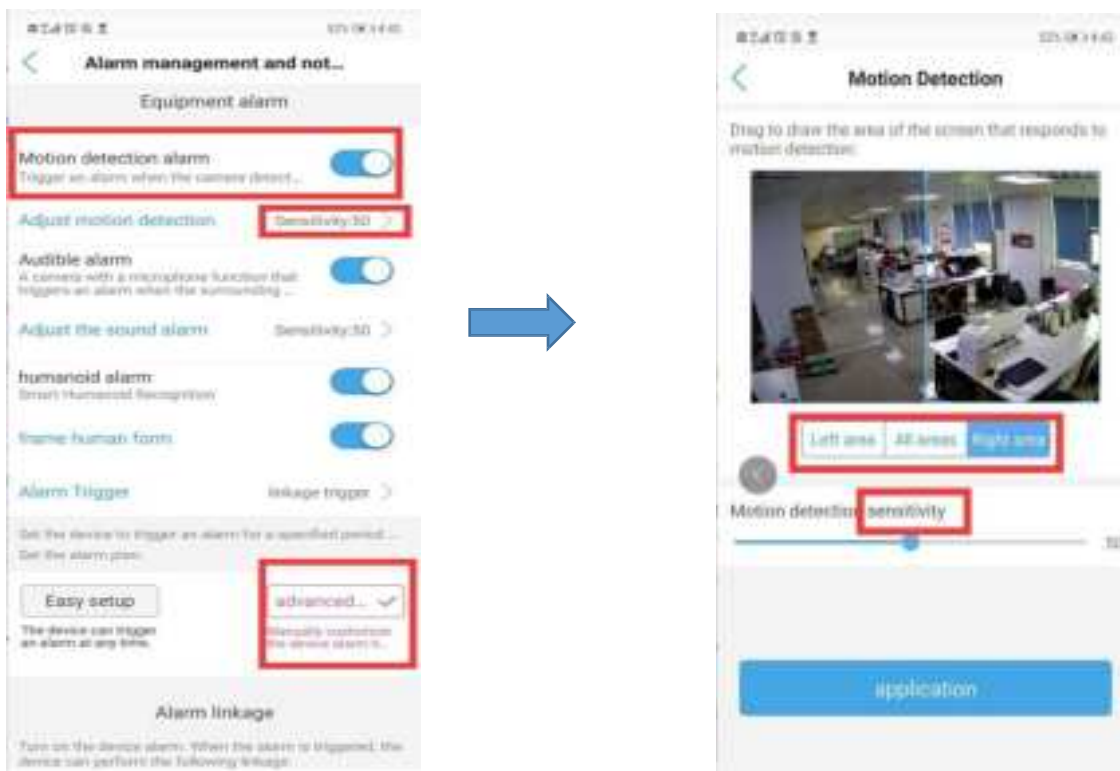 Alarm management and not...
Equipment alarm
Motion detection alarm
Trigger an alarm when the camera detect...
Adjust motion detection
Sensitivity:50
Audible alarm
A camera with a microphone function that
triggers an alarm when the surrounding ...
Adjust the sound alarm
Sensitivity:50
humanoid alarm
Smart Humanoid Recognition
frame human form
Alarm Trigger
linkage trigger
Set the device to trigger an alarm for a specified period ...
Set the alarm plan:
Easy setup
advanced...
The device can trigger
an alarm at any time.
Manually customize
the device alarm
Alarm linkage
Turn on the device alarm. When the alarm is triggered, the
device can perform the following linkage
Motion Detection
Drag to draw the area of the screen that responds to
motion detection:
Left area
All areas
Right area
Motion detection sensitivity
50
application